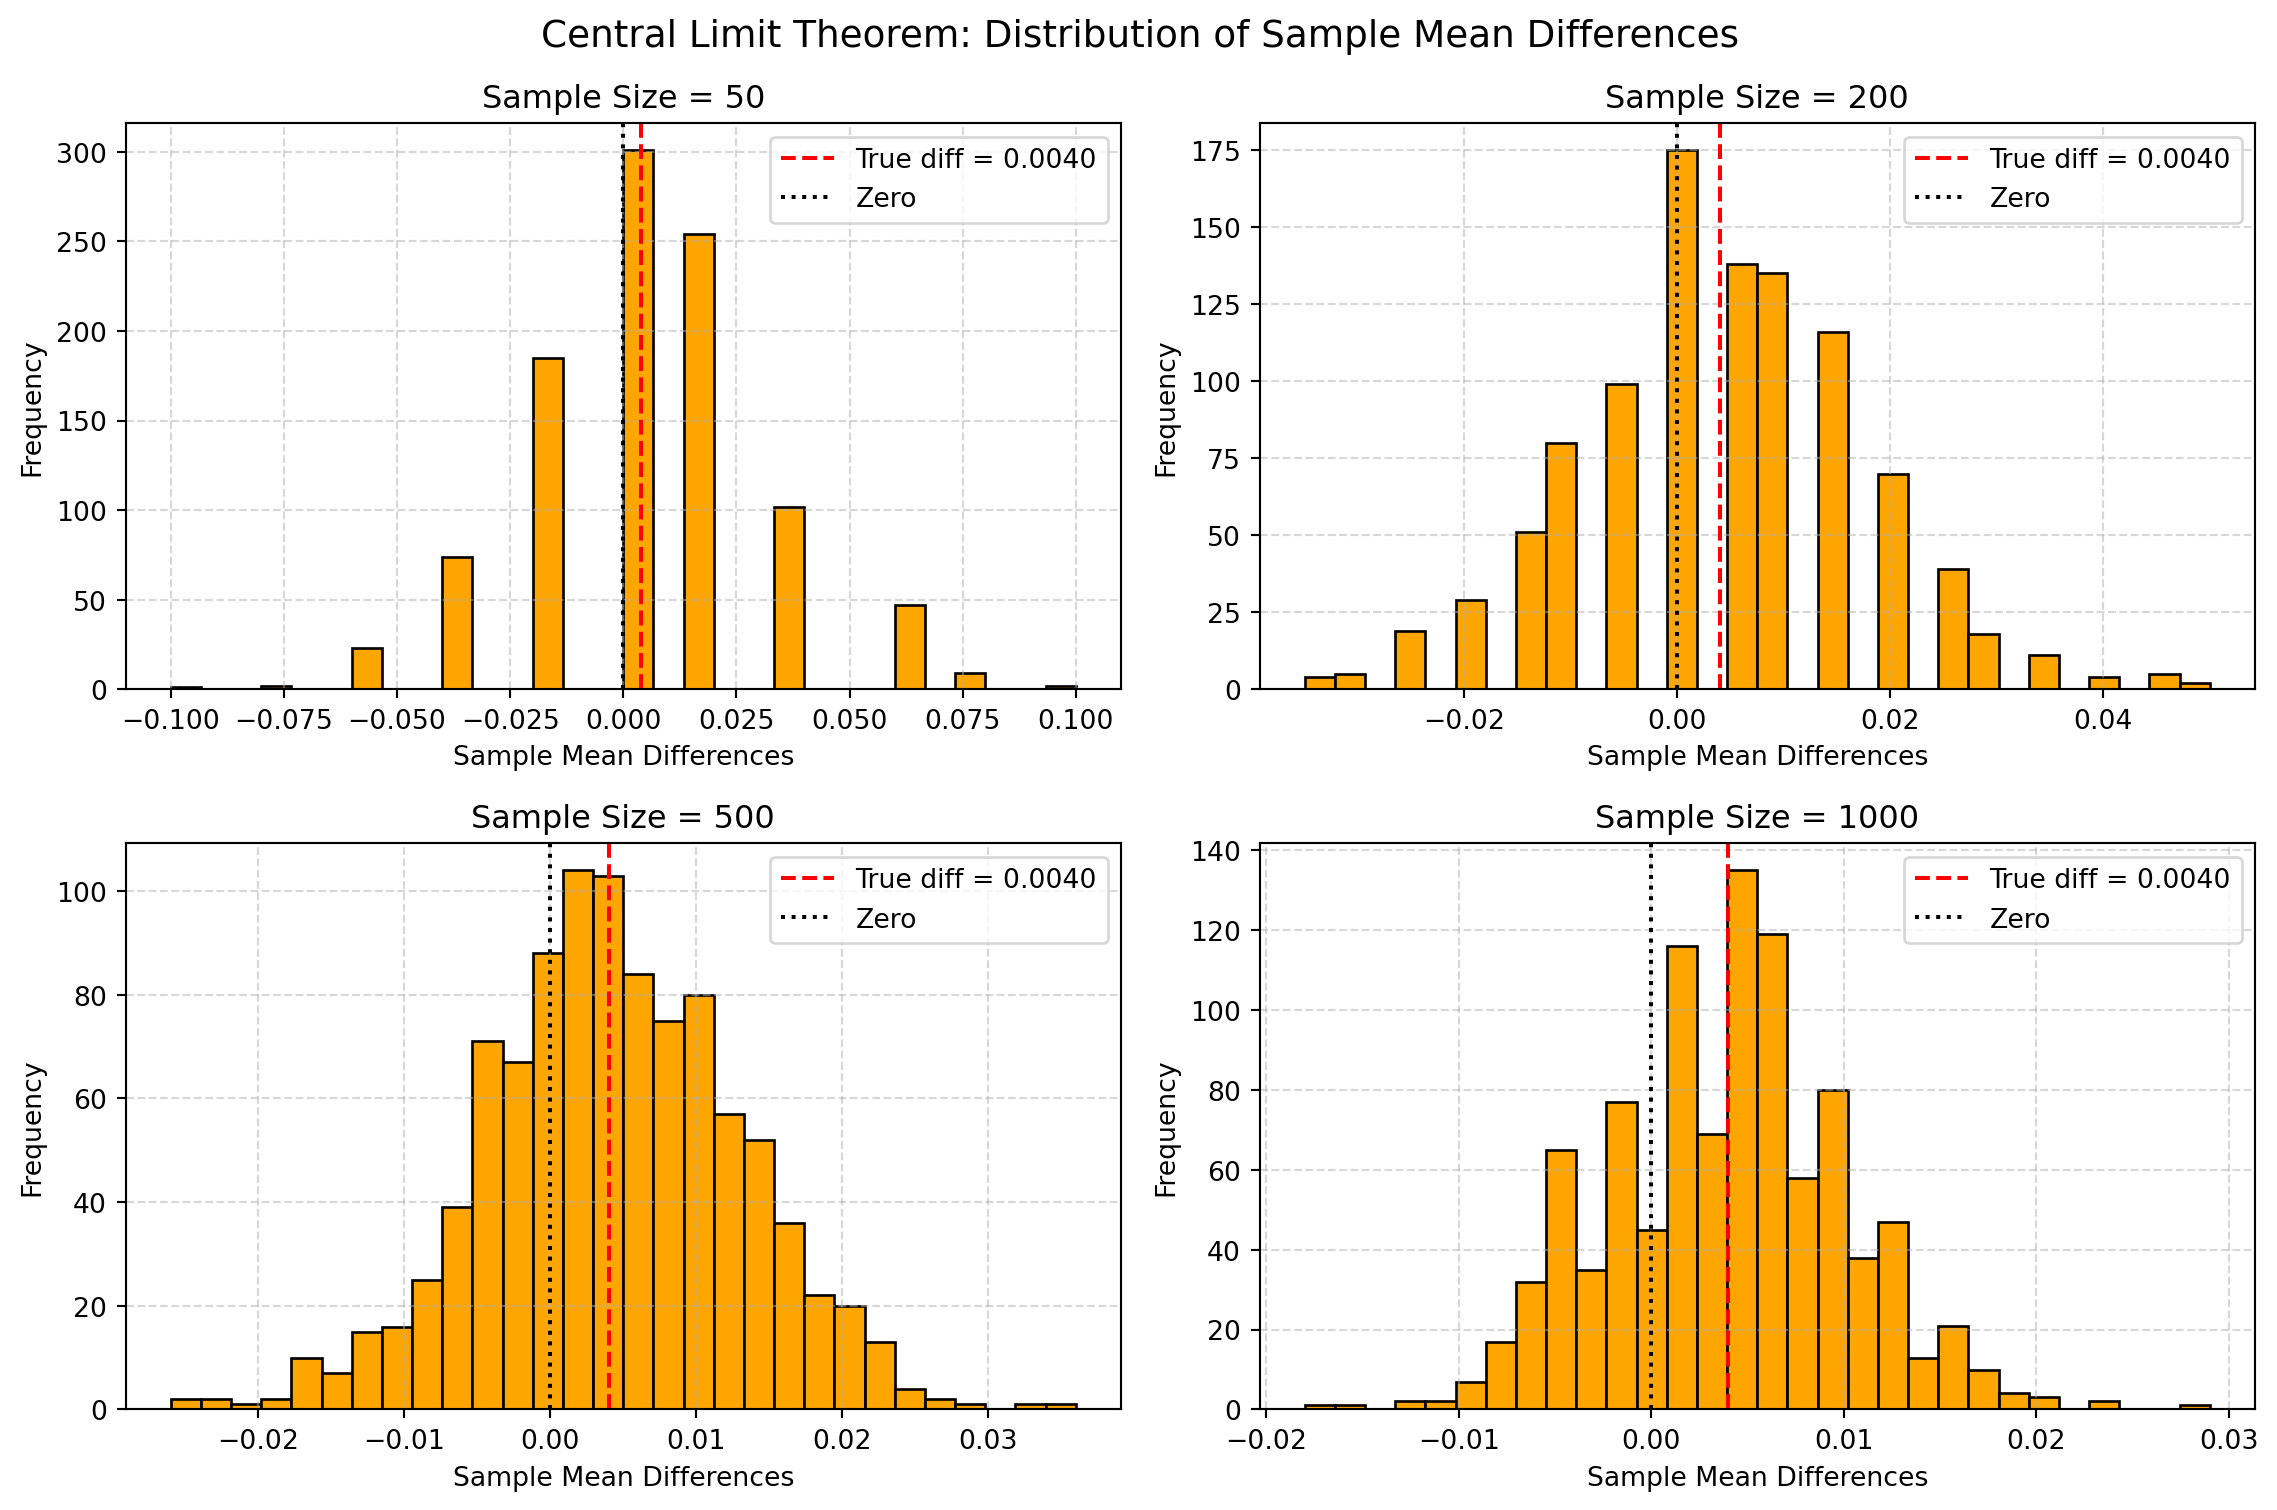 Central Limit Theorem: Distribution of Sample Mean Differences
Sample Size = 50
300
250
200
150
100
50
0
Frequency
True diff = 0.0040
Zero
−0.100 −0.075 −0.050 −0.025 0.000 0.025 0.050 0.075 0.100
Sample Mean Differences
Sample Size = 200
175
150
125
100
75
50
25
0
Frequency
True diff = 0.0040
Zero
−0.02 0.00 0.02 0.04
Sample Mean Differences
Sample Size = 500
100
80
60
40
20
0
Frequency
True diff = 0.0040
Zero
−0.02 −0.01 0.00 0.01 0.02 0.03
Sample Mean Differences
Sample Size = 1000
140
120
100
80
60
40
20
0
Frequency
True diff = 0.0040
Zero
−0.02 −0.01 0.00 0.01 0.02 0.03
Sample Mean Differences